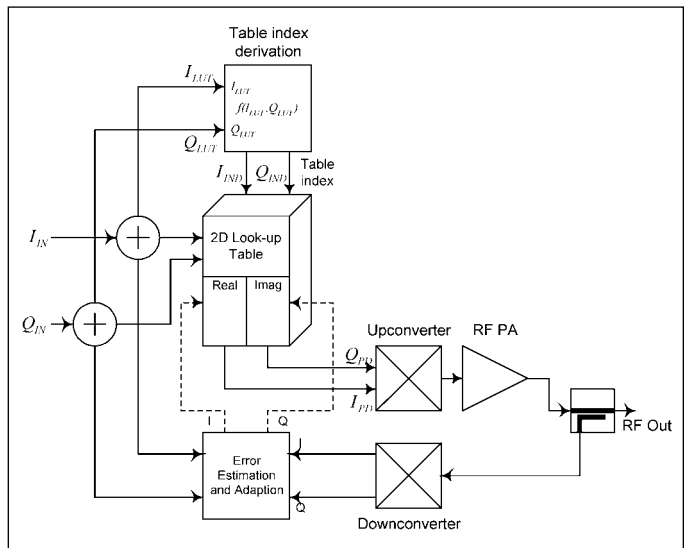 Table index
derivation
I_LUT
I_LUT
f(I_LUT, Q_LUT)
Q_LUT
Q_LUT
I_IND
Q_IND
Table
index
I_IN
2D Look-up
Table
Real
Imag
Q_IN
Upconverter
RF PA
Q_PD
I_PD
RF Out
I
Q
Error
Estimation
and Adaption
I
Q
Downconverter